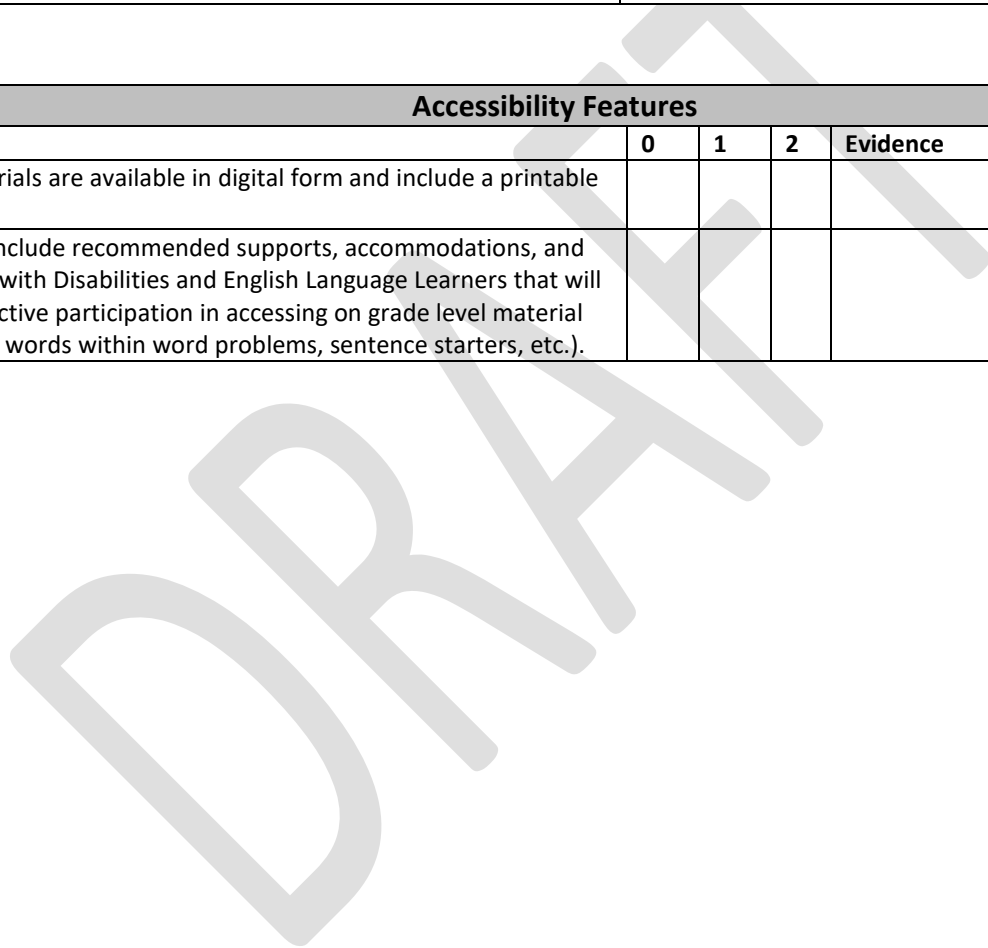 Accessibility Features
0 1 2 Evidence
rials are available in digital form and include a printable
nclude recommended supports, accommodations, and
with Disabilities and English Language Learners that will
ctive participation in accessing on grade level material
words within word problems, sentence starters, etc.).
DRAFT